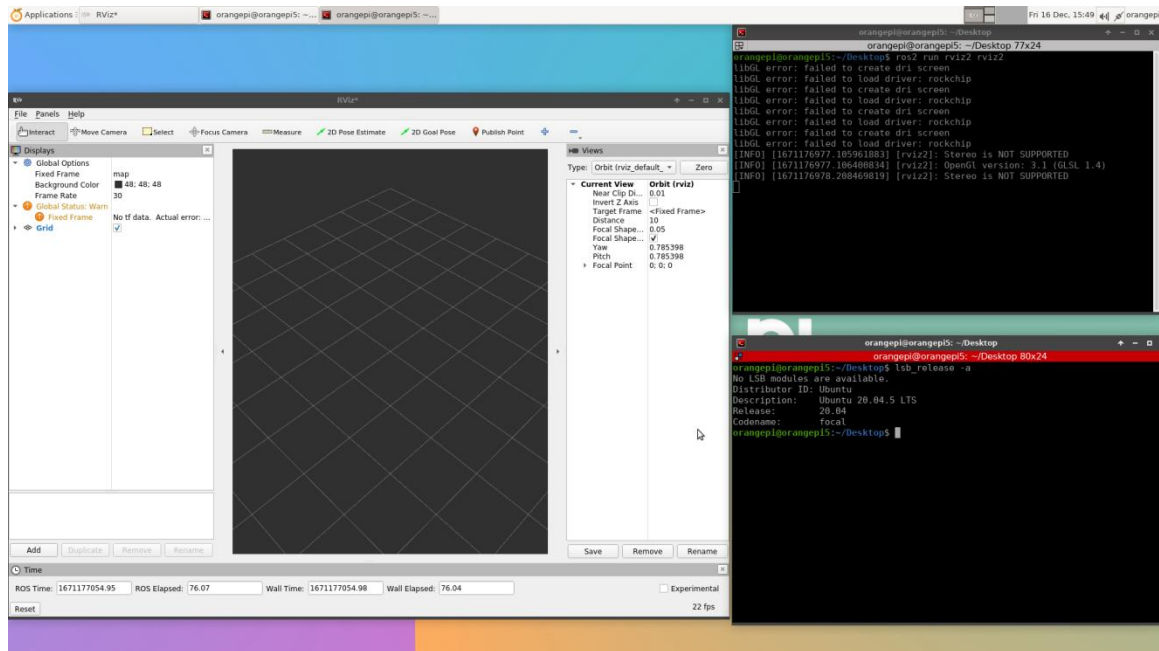 Applications
RViz*
orangepi@orangepi5: ~...
orangepi@orangepi5: ~...
Fri 16 Dec, 15:49
orangepi
RViz*
File Panels Help
Interact Move Camera Select Focus Camera Measure 2D Pose Estimate 2D Goal Pose Publish Point
Displays
Global Options
Fixed Frame map
Background Color 48; 48; 48
Frame Rate 30
Global Status: Warn
Fixed Frame No tf data. Actual error: ...
Grid
Add Duplicate Remove Rename
Views
Type: Orbit (rviz_default_ Zero
Current View Orbit (rviz)
Near Clip Di... 0.01
Invert Z Axis
Target Frame <Fixed Frame>
Distance 10
Focal Shape... 0.05
Focal Shape...
Yaw 0.785398
Pitch 0.785398
Focal Point 0; 0; 0
Save Remove Rename
Time
ROS Time: 1671177054.95 ROS Elapsed: 76.07 Wall Time: 1671177054.98 Wall Elapsed: 76.04 Experimental
Reset 22 fps
orangepi@orangepi5: ~/Desktop
orangepi@orangepi5: ~/Desktop 77x24
orangepi@orangepi5:~/Desktop$ ros2 run rviz2 rviz2
libGL error: failed to create dri screen
libGL error: failed to load driver: rockchip
libGL error: failed to create dri screen
libGL error: failed to load driver: rockchip
libGL error: failed to create dri screen
libGL error: failed to load driver: rockchip
libGL error: failed to create dri screen
libGL error: failed to load driver: rockchip
[INFO] [1671176977.105961883] [rviz2]: Stereo is NOT SUPPORTED
[INFO] [1671176977.106400834] [rviz2]: OpenGl version: 3.1 (GLSL 1.4)
[INFO] [1671176978.208469819] [rviz2]: Stereo is NOT SUPPORTED
orangepi@orangepi5: ~/Desktop
orangepi@orangepi5: ~/Desktop 80x24
orangepi@orangepi5:~/Desktop$ lsb_release -a
No LSB modules are available.
Distributor ID: Ubuntu
Description: Ubuntu 20.04.5 LTS
Release: 20.04
Codename: focal
orangepi@orangepi5:~/Desktop$